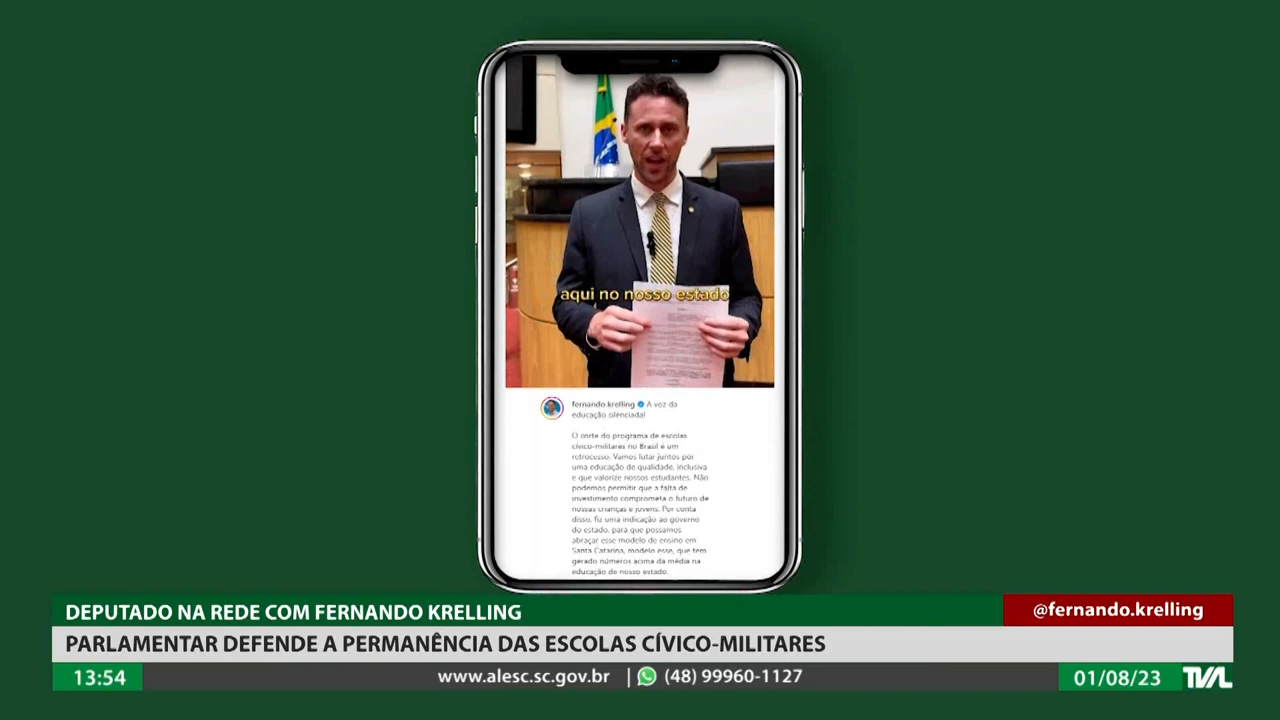 aqui no nosso estado
fernando.krelling A voz da
educação silenciada!
O corte do programa de escolas
cívico-militares no Brasil é um
retrocesso. Vamos lutar juntos por
uma educação de qualidade, inclusiva
e que valorize nossos estudantes. Não
podemos permitir que a falta de
investimento comprometa o futuro de
nossas crianças e jovens. Por conta
disso, fiz uma indicação ao governo
do estado, para que possamos
abraçar esse modelo de ensino em
Santa Catarina, modelo esse, que tem
gerado números acima da média na
educação de nosso estado.
DEPUTADO NA REDE COM FERNANDO KRELLING
@fernando.krelling
PARLAMENTAR DEFENDE A PERMANÊNCIA DAS ESCOLAS CÍVICO-MILITARES
13:54
www.alesc.sc.gov.br | (48) 99960-1127
01/08/23
TVAL